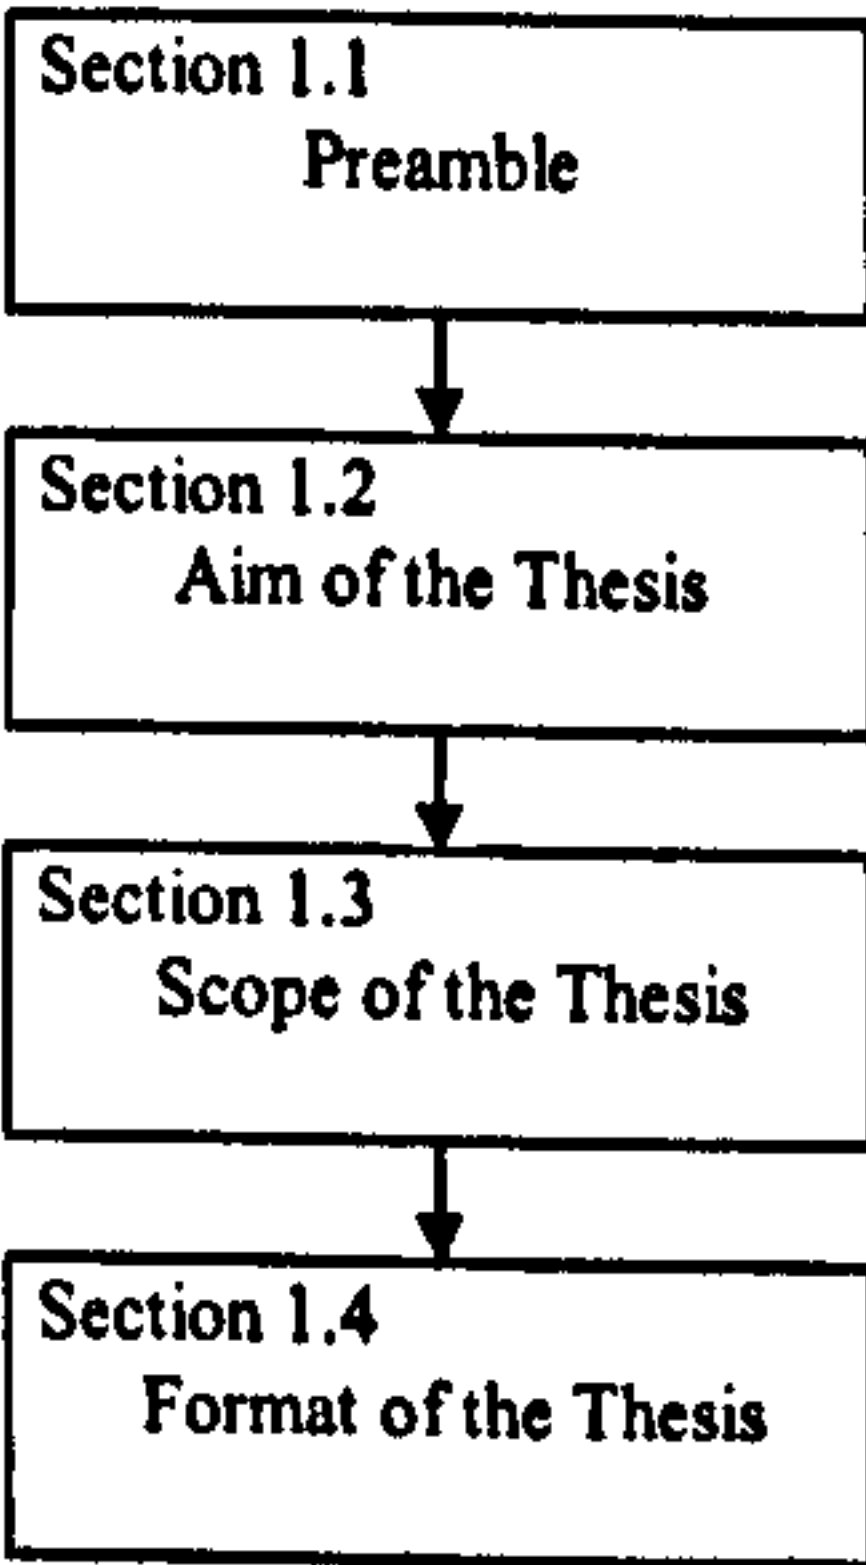 Section 1.1
Preamble
Section 1.2
Aim of the Thesis
Section 1.3
Scope of the Thesis
Section 1.4
Format of the Thesis